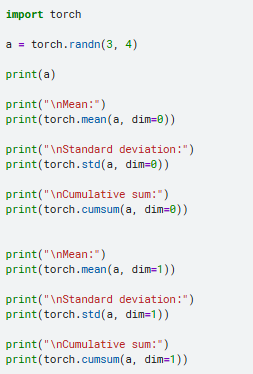 import torch
a = torch.randn(3, 4)
print(a)
print("\nMean:")
print(torch.mean(a, dim=0))
print("\nStandard deviation:")
print(torch.std(a, dim=0))
print("\nCumulative sum:")
print(torch.cumsum(a, dim=0))
print("\nMean:")
print(torch.mean(a, dim=1))
print("\nStandard deviation:")
print(torch.std(a, dim=1))
print("\nCumulative sum:")
print(torch.cumsum(a, dim=1))